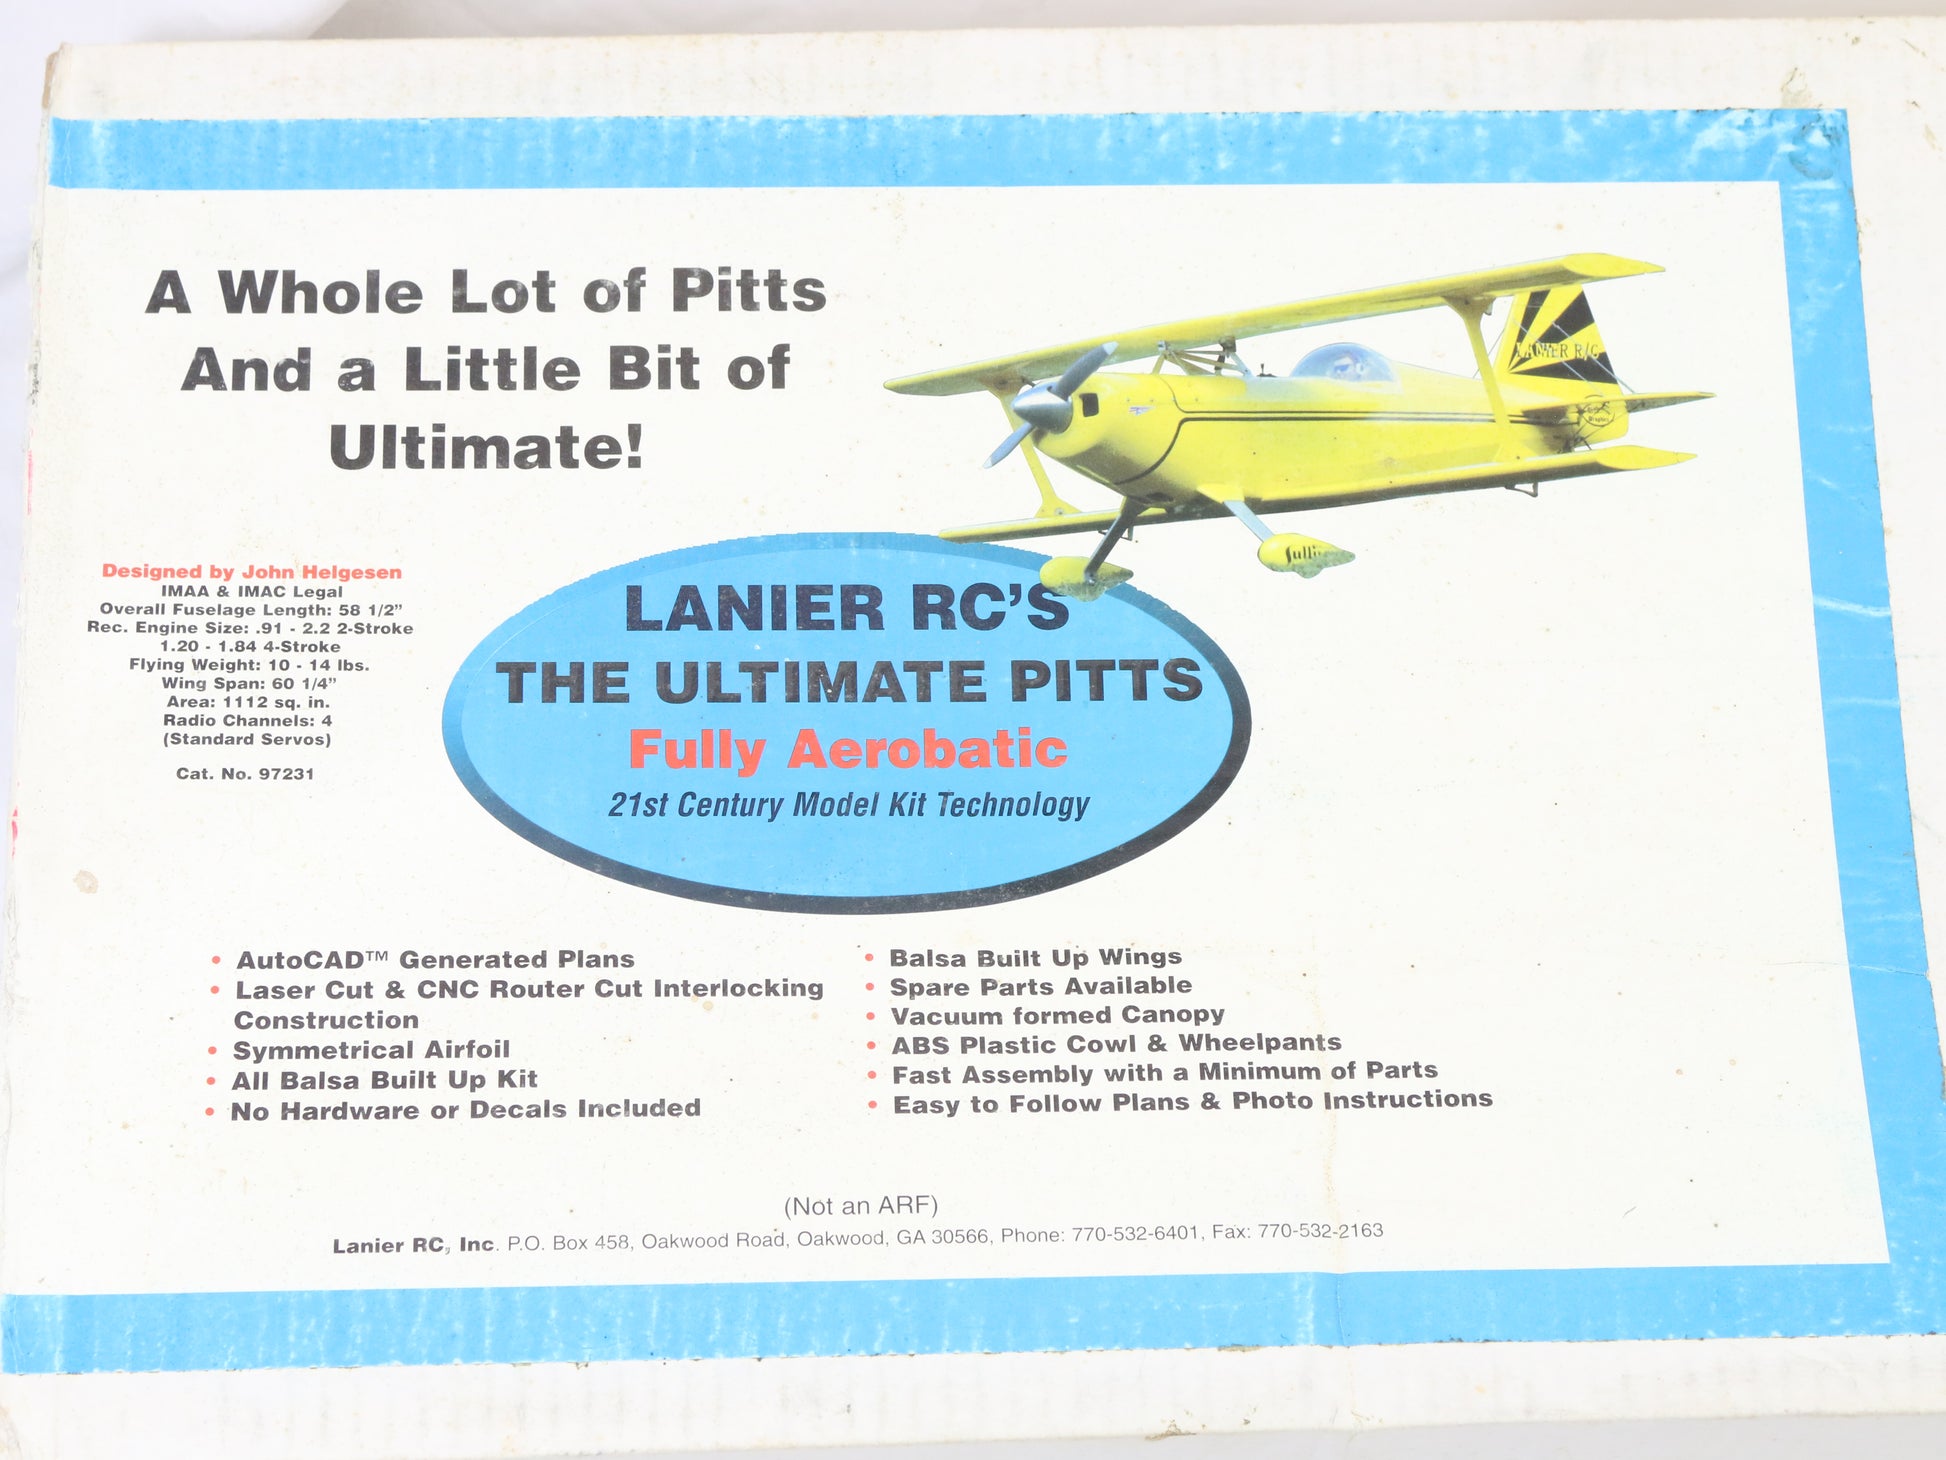 A Whole Lot of Pitts
And a Little Bit of
Ultimate!
LANIER R/C
Designed by John Helgesen
IMAA & IMAC Legal
Overall Fuselage Length: 58 1/2"
Rec. Engine Size: .91 - 2.2 2-Stroke
1.20 - 1.84 4-Stroke
Flying Weight: 10 - 14 lbs.
Wing Span: 60 1/4"
Area: 1112 sq. in.
Radio Channels: 4
(Standard Servos)
Cat. No. 97231
LANIER RC'S
THE ULTIMATE PITTS
Fully Aerobatic
21st Century Model Kit Technology
• AutoCAD™ Generated Plans
• Laser Cut & CNC Router Cut Interlocking
Construction
• Symmetrical Airfoil
• All Balsa Built Up Kit
• No Hardware or Decals Included
• Balsa Built Up Wings
• Spare Parts Available
• Vacuum formed Canopy
• ABS Plastic Cowl & Wheelpants
• Fast Assembly with a Minimum of Parts
• Easy to Follow Plans & Photo Instructions
(Not an ARF)
Lanier RC, Inc. P.O. Box 458, Oakwood Road, Oakwood, GA 30566, Phone: 770-532-6401, Fax: 770-532-2163